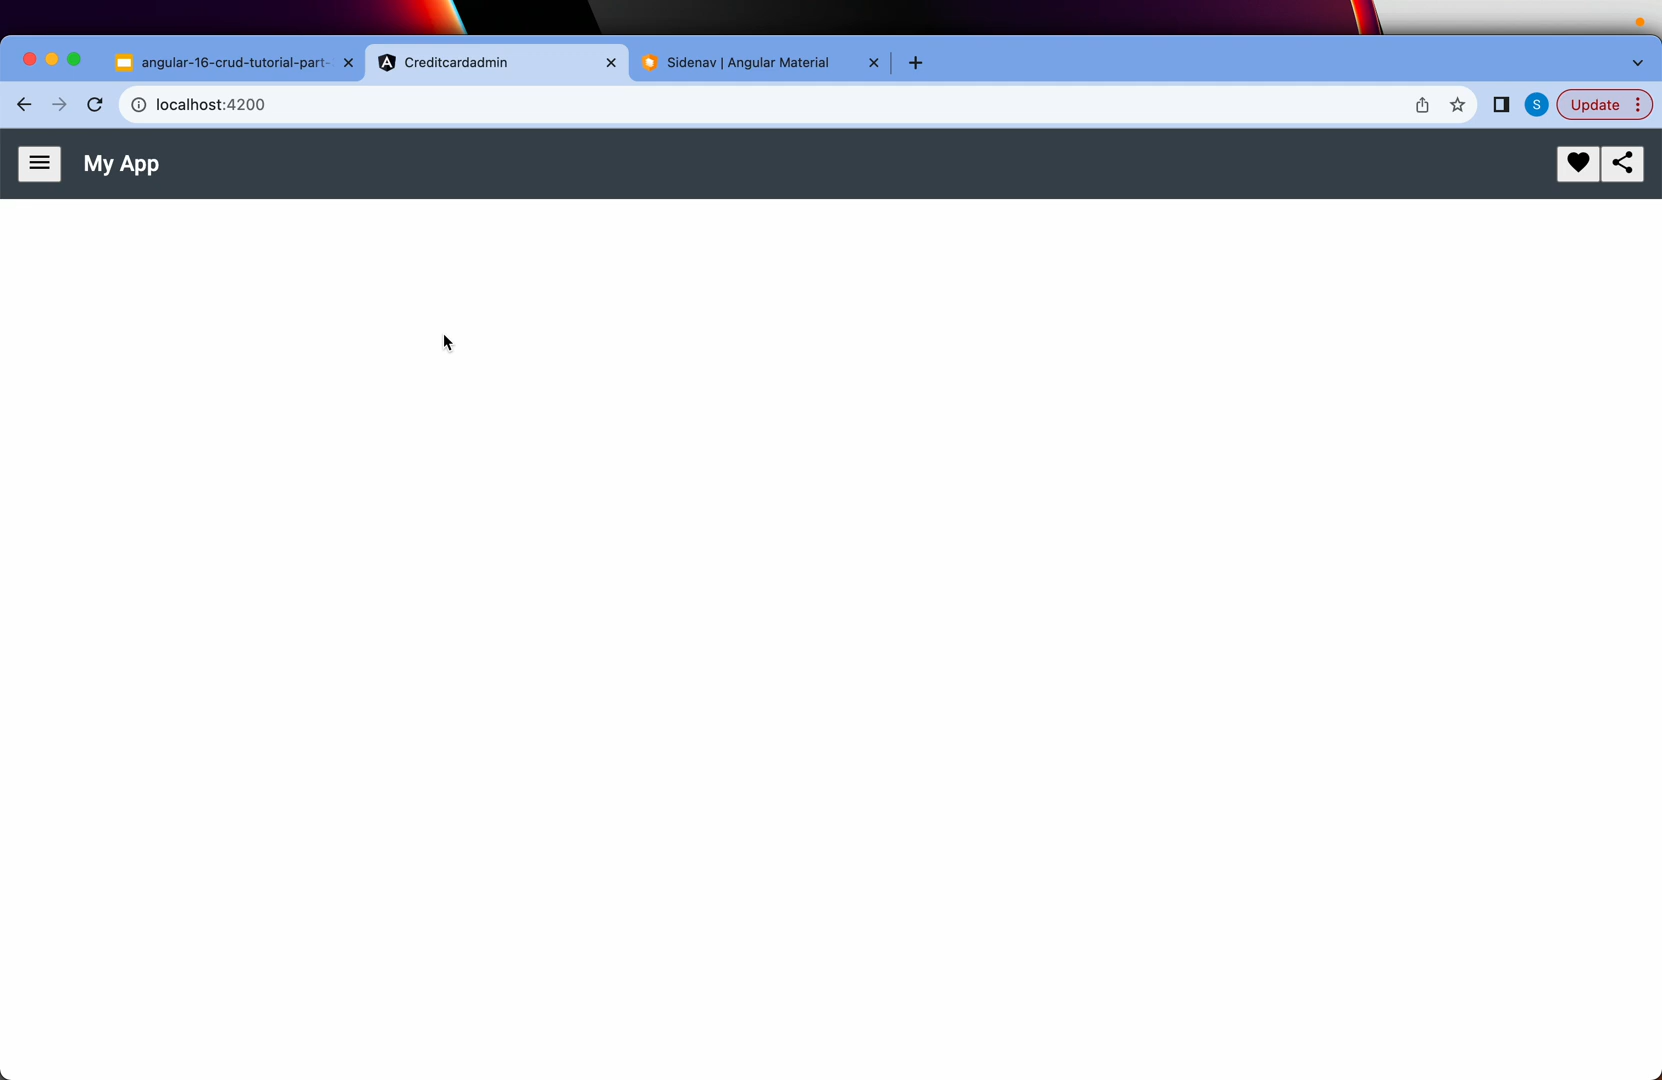 angular-16-crud-tutorial-part-
Creditcardadmin
Sidenav | Angular Material
localhost:4200
S
Update
My App